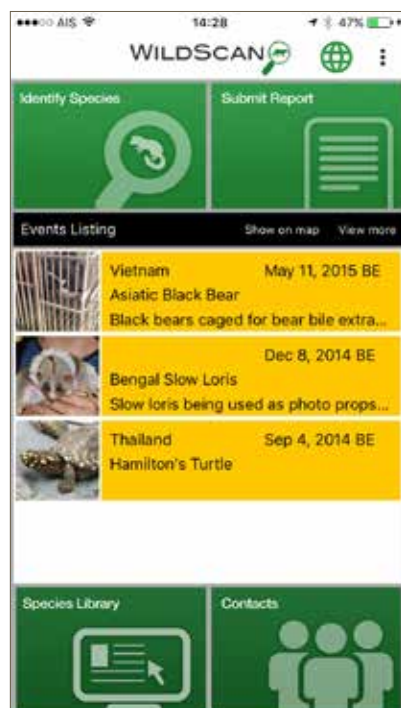 AIS 14:28 47%
WILDSCAN
Identify Species Submit Report
Events Listing Show on map View more
Vietnam May 11, 2015 BE
Asiatic Black Bear
Black bears caged for bear bile extra...
Dec 8, 2014 BE
Bengal Slow Loris
Slow loris being used as photo props...
Thailand Sep 4, 2014 BE
Hamilton's Turtle
Species Library Contacts